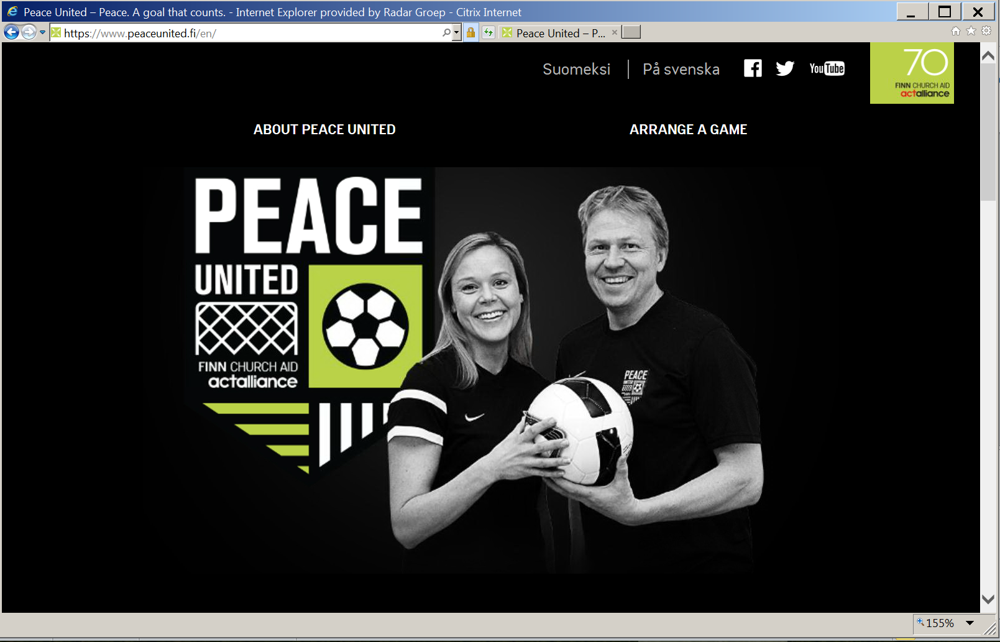 Peace United – Peace. A goal that counts. - Internet Explorer provided by Radar Groep - Citrix Internet
https://www.peaceunited.fi/en/
Peace United – P...
Suomeksi
På svenska
YouTube
70
FINN CHURCH AID
actalliance
ABOUT PEACE UNITED
ARRANGE A GAME
PEACE
UNITED
FINN CHURCH AID
actalliance
PEACE
UNITED
155%